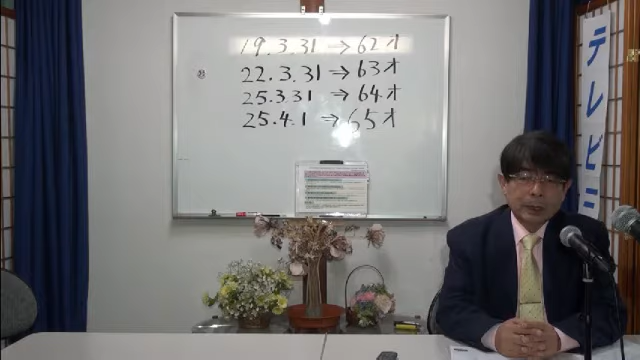 19.3.31 ⇒ 62才
22.3.31 ⇒ 63才
25.3.31 ⇒ 64才
25.4.1 ⇒ 65才
テレビ